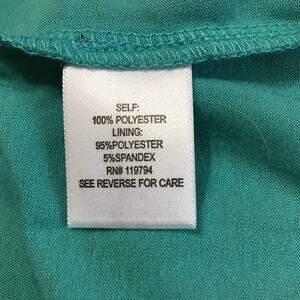 SELF:
100% POLYESTER
LINING:
95%POLYESTER
5%SPANDEX
RN# 119794
SEE REVERSE FOR CARE